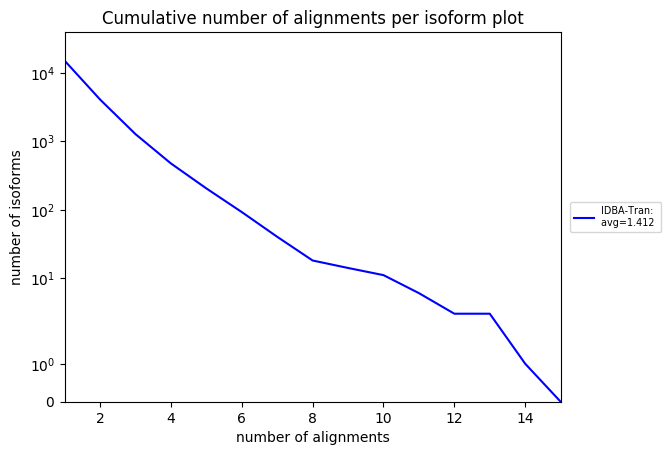 Cumulative number of alignments per isoform plot
number of isoforms
10^4
10^3
10^2
10^1
10^0
0
2 4 6 8 10 12 14
number of alignments
IDBA-Tran:
avg=1.412